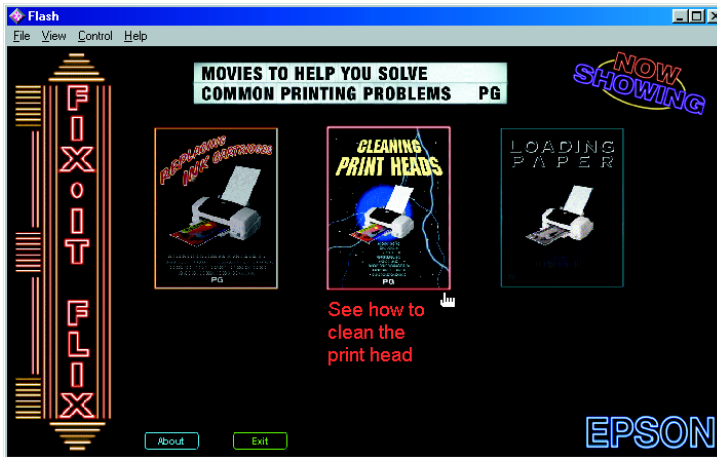 Flash
File View Control Help
MOVIES TO HELP YOU SOLVE
COMMON PRINTING PROBLEMS PG
NOW
SHOWING
FIX-IT FLIX
REPLACING
INK CARTRIDGES
PG
CLEANING
PRINT HEADS
PG
LOADING
PAPER
See how to
clean the
print head
About
Exit
EPSON